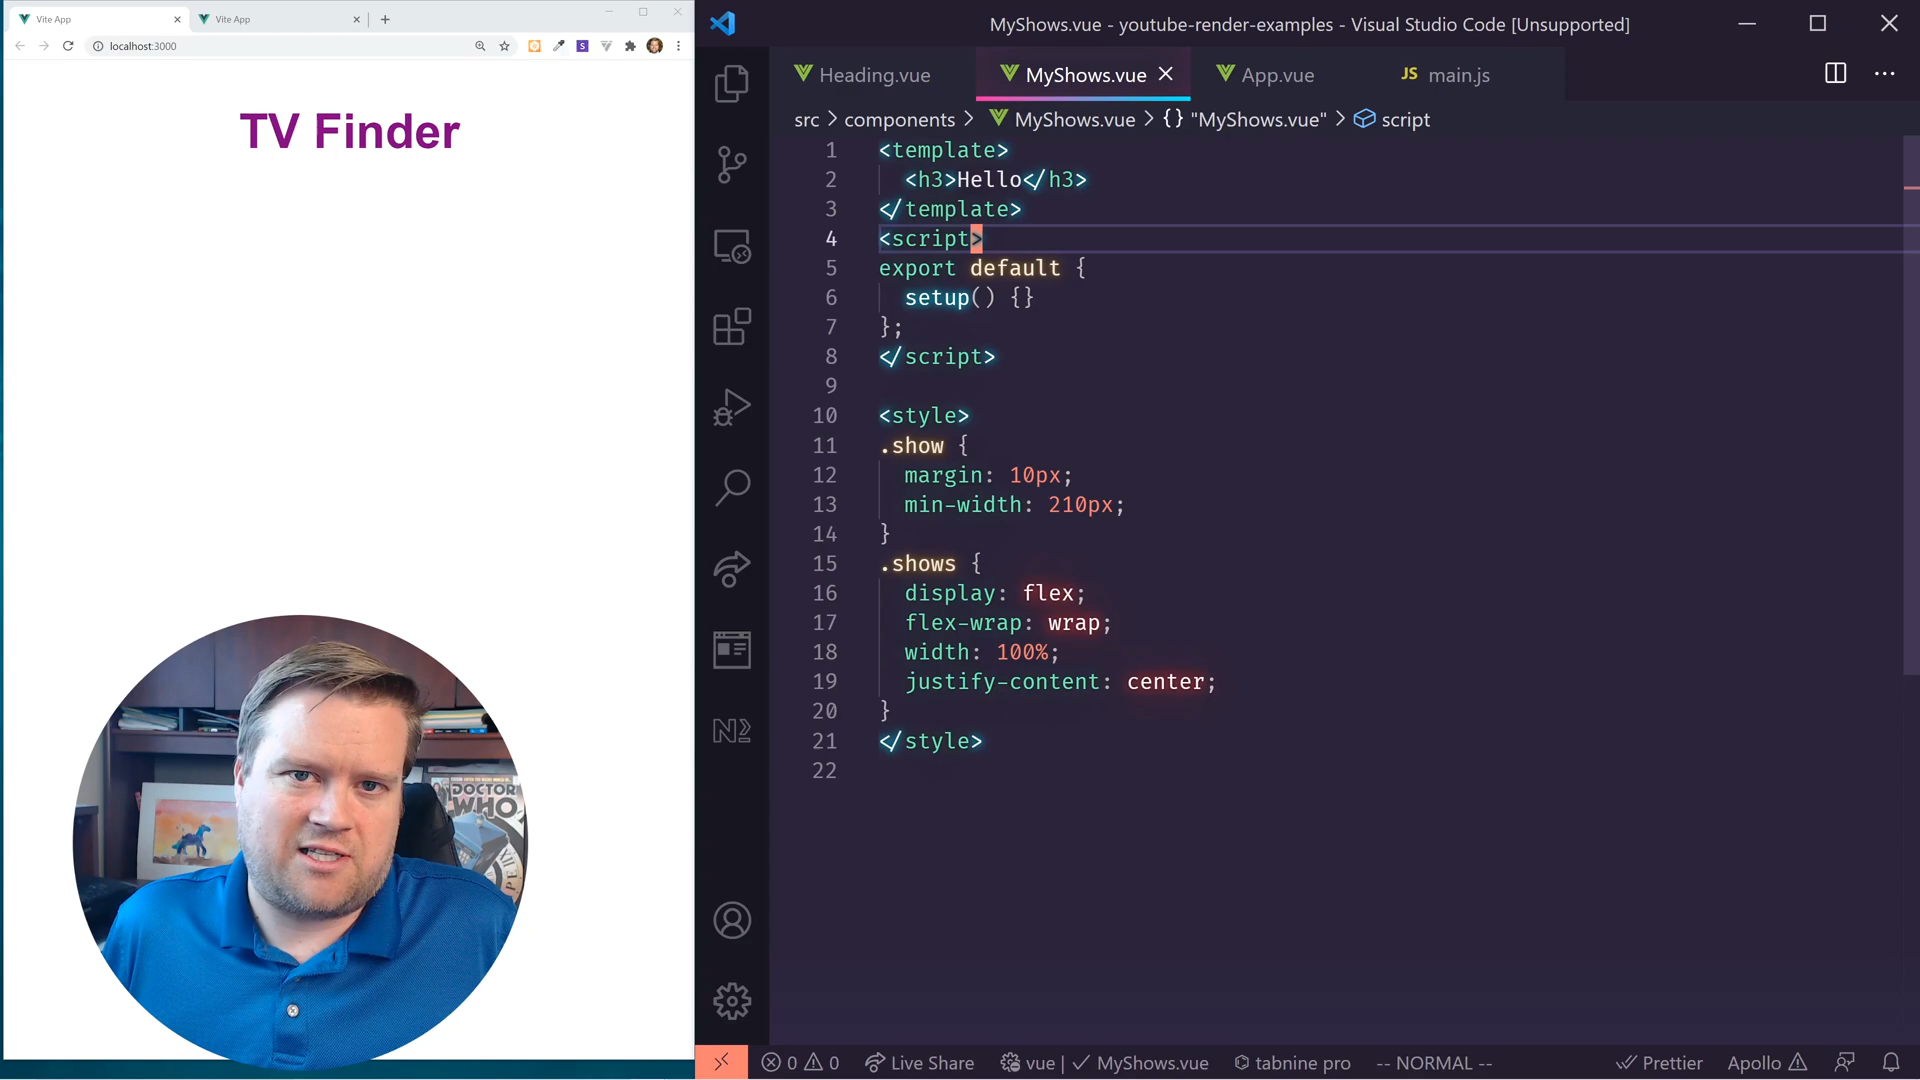 Vite App
Vite App
localhost:3000
TV Finder
DOCTOR
WHO
MyShows.vue - youtube-render-examples - Visual Studio Code [Unsupported]
Heading.vue
MyShows.vue
App.vue
JS main.js
src > components > MyShows.vue > {} "MyShows.vue" > script
1 <template>
2 <h3>Hello</h3>
3 </template>
4 <script>
5 export default {
6 setup() {}
7 };
8 </script>
9
10 <style>
11 .show {
12 margin: 10px;
13 min-width: 210px;
14 }
15 .shows {
16 display: flex;
17 flex-wrap: wrap;
18 width: 100%;
19 justify-content: center;
20 }
21 </style>
22
0 0 Live Share vue | ✓ MyShows.vue tabnine pro -- NORMAL -- Prettier Apollo